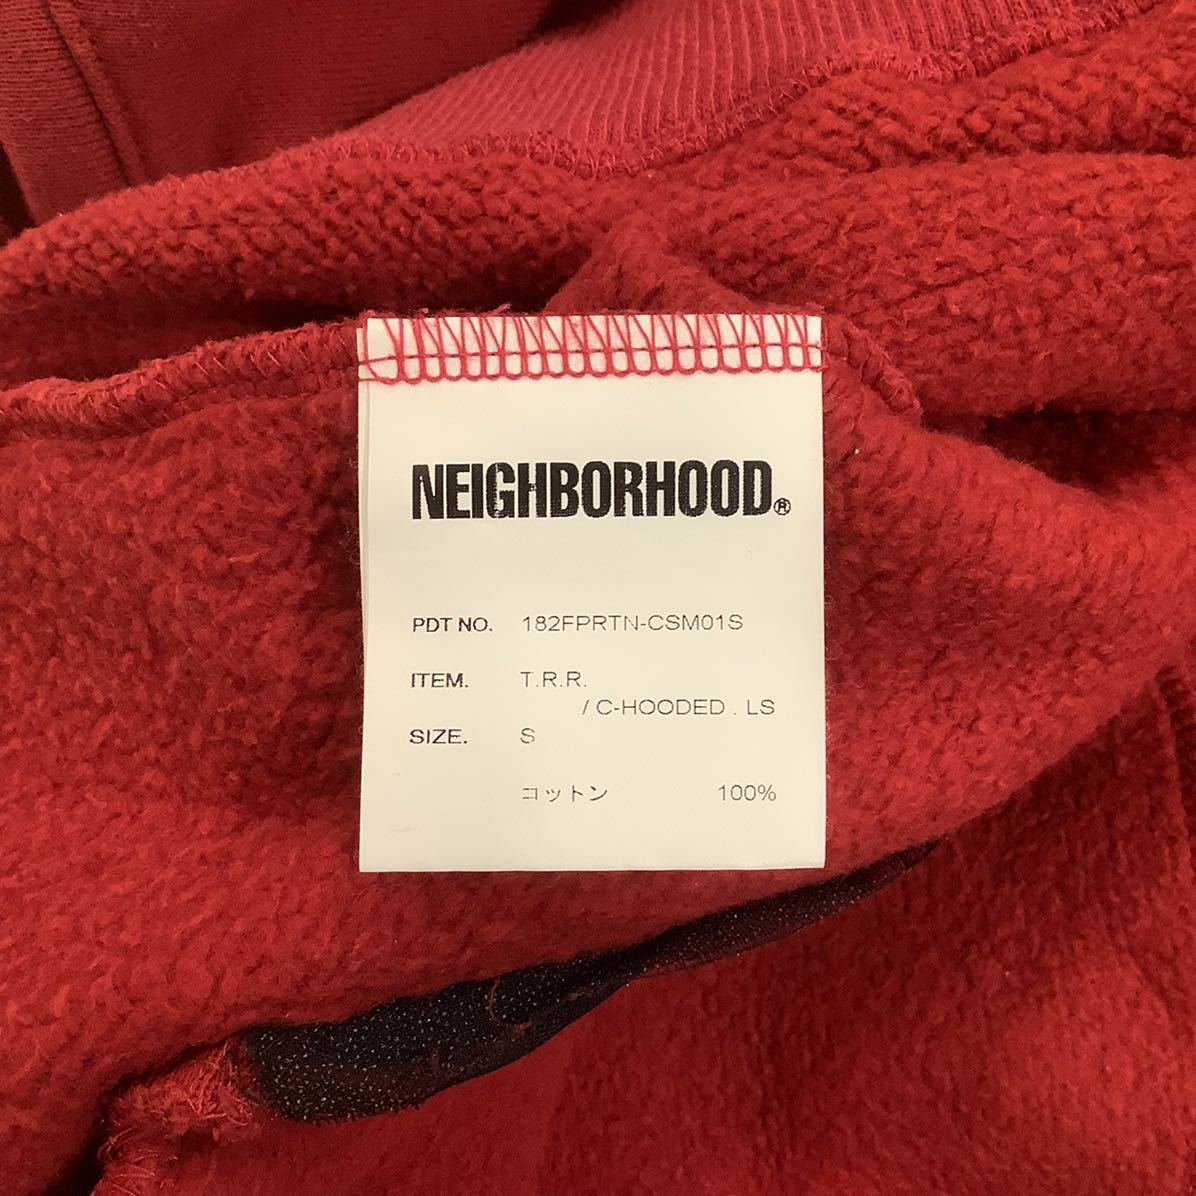 NEIGHBORHOOD®
PDT NO. 182FPRTN-CSM01S
ITEM. T.R.R.
/ C-HOODED . LS
SIZE. S
コットン 100%